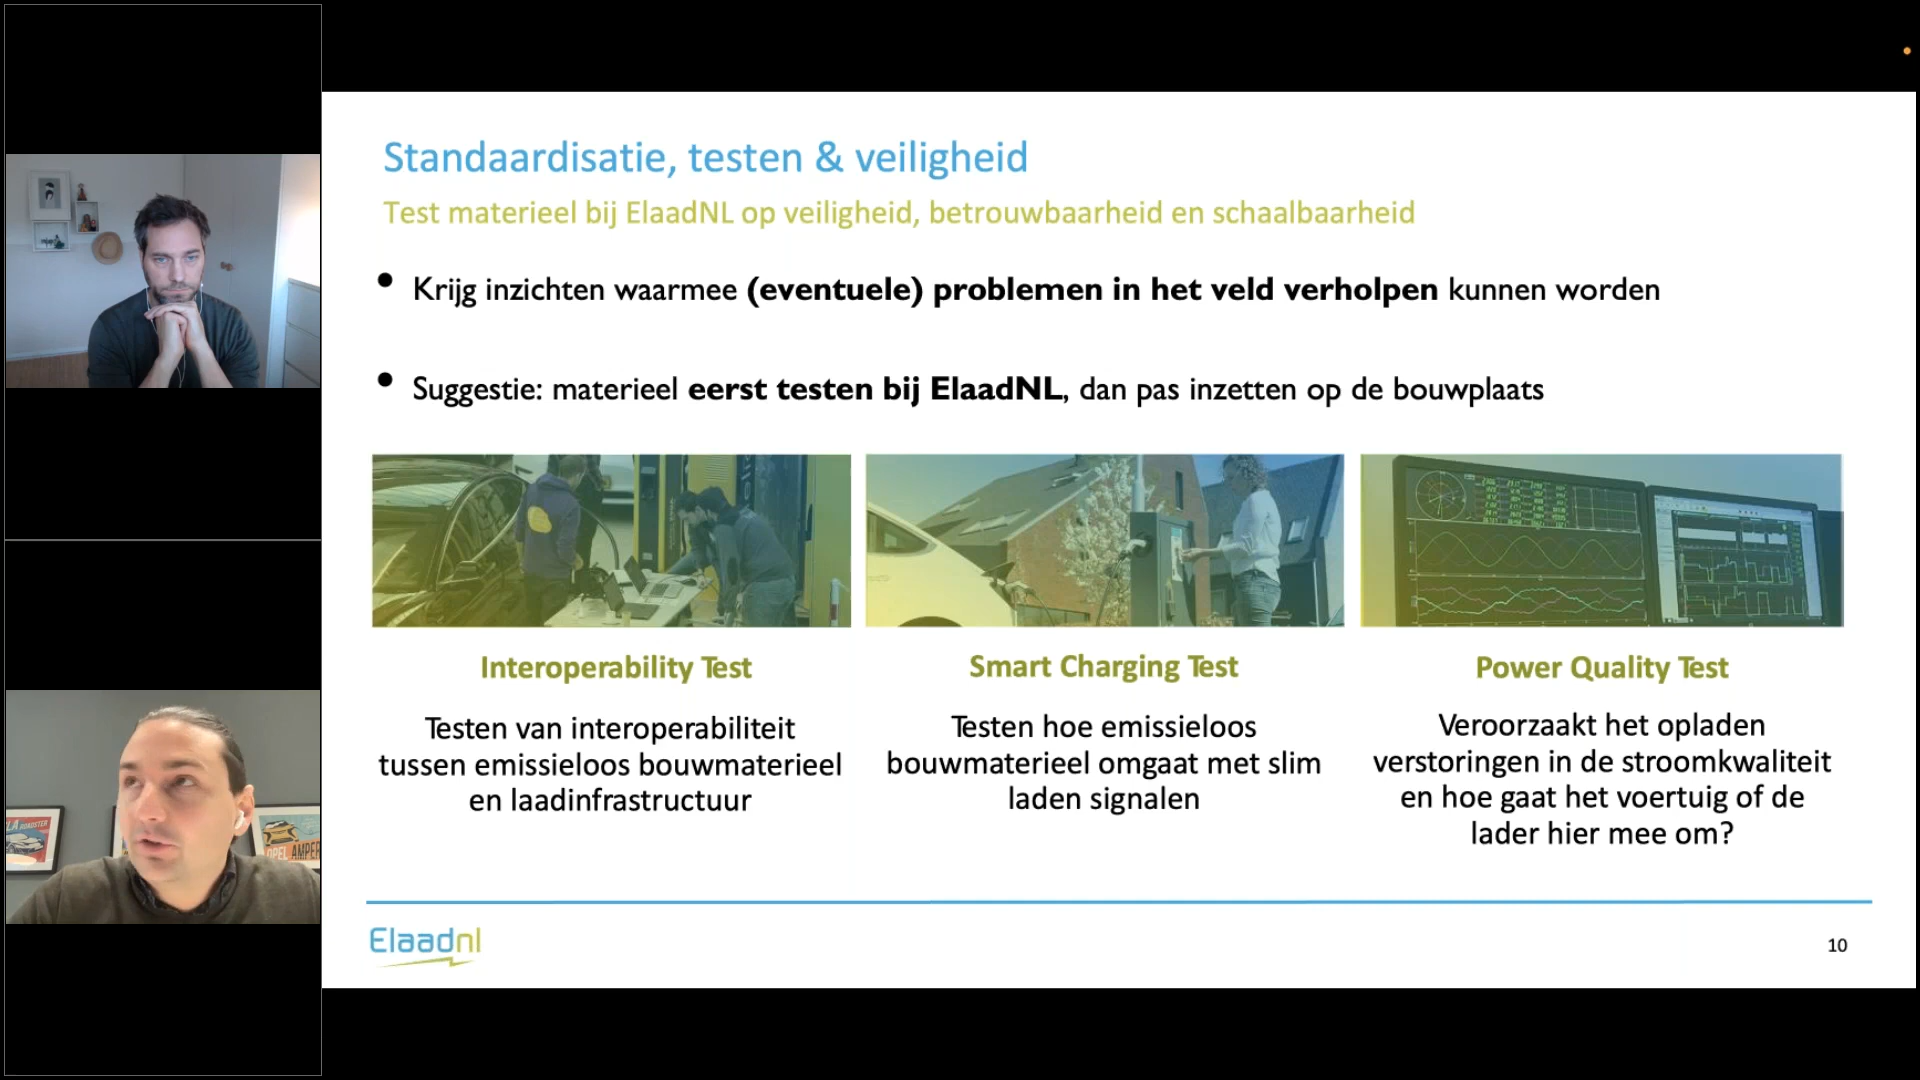 Standaardisatie, testen & veiligheid
Test materieel bij ElaadNL op veiligheid, betrouwbaarheid en schaalbaarheid
• Krijg inzichten waarmee (eventuele) problemen in het veld verholpen kunnen worden
• Suggestie: materieel eerst testen bij ElaadNL, dan pas inzetten op de bouwplaats
Interoperability Test
Testen van interoperabiliteit
tussen emissieloos bouwmaterieel
en laadinfrastructuur
Smart Charging Test
Testen hoe emissieloos
bouwmaterieel omgaat met slim
laden signalen
Power Quality Test
Veroorzaakt het opladen
verstoringen in de stroomkwaliteit
en hoe gaat het voertuig of de
lader hier mee om?
Elaadnl
10
LA ROADSTER
OPEL AMPER